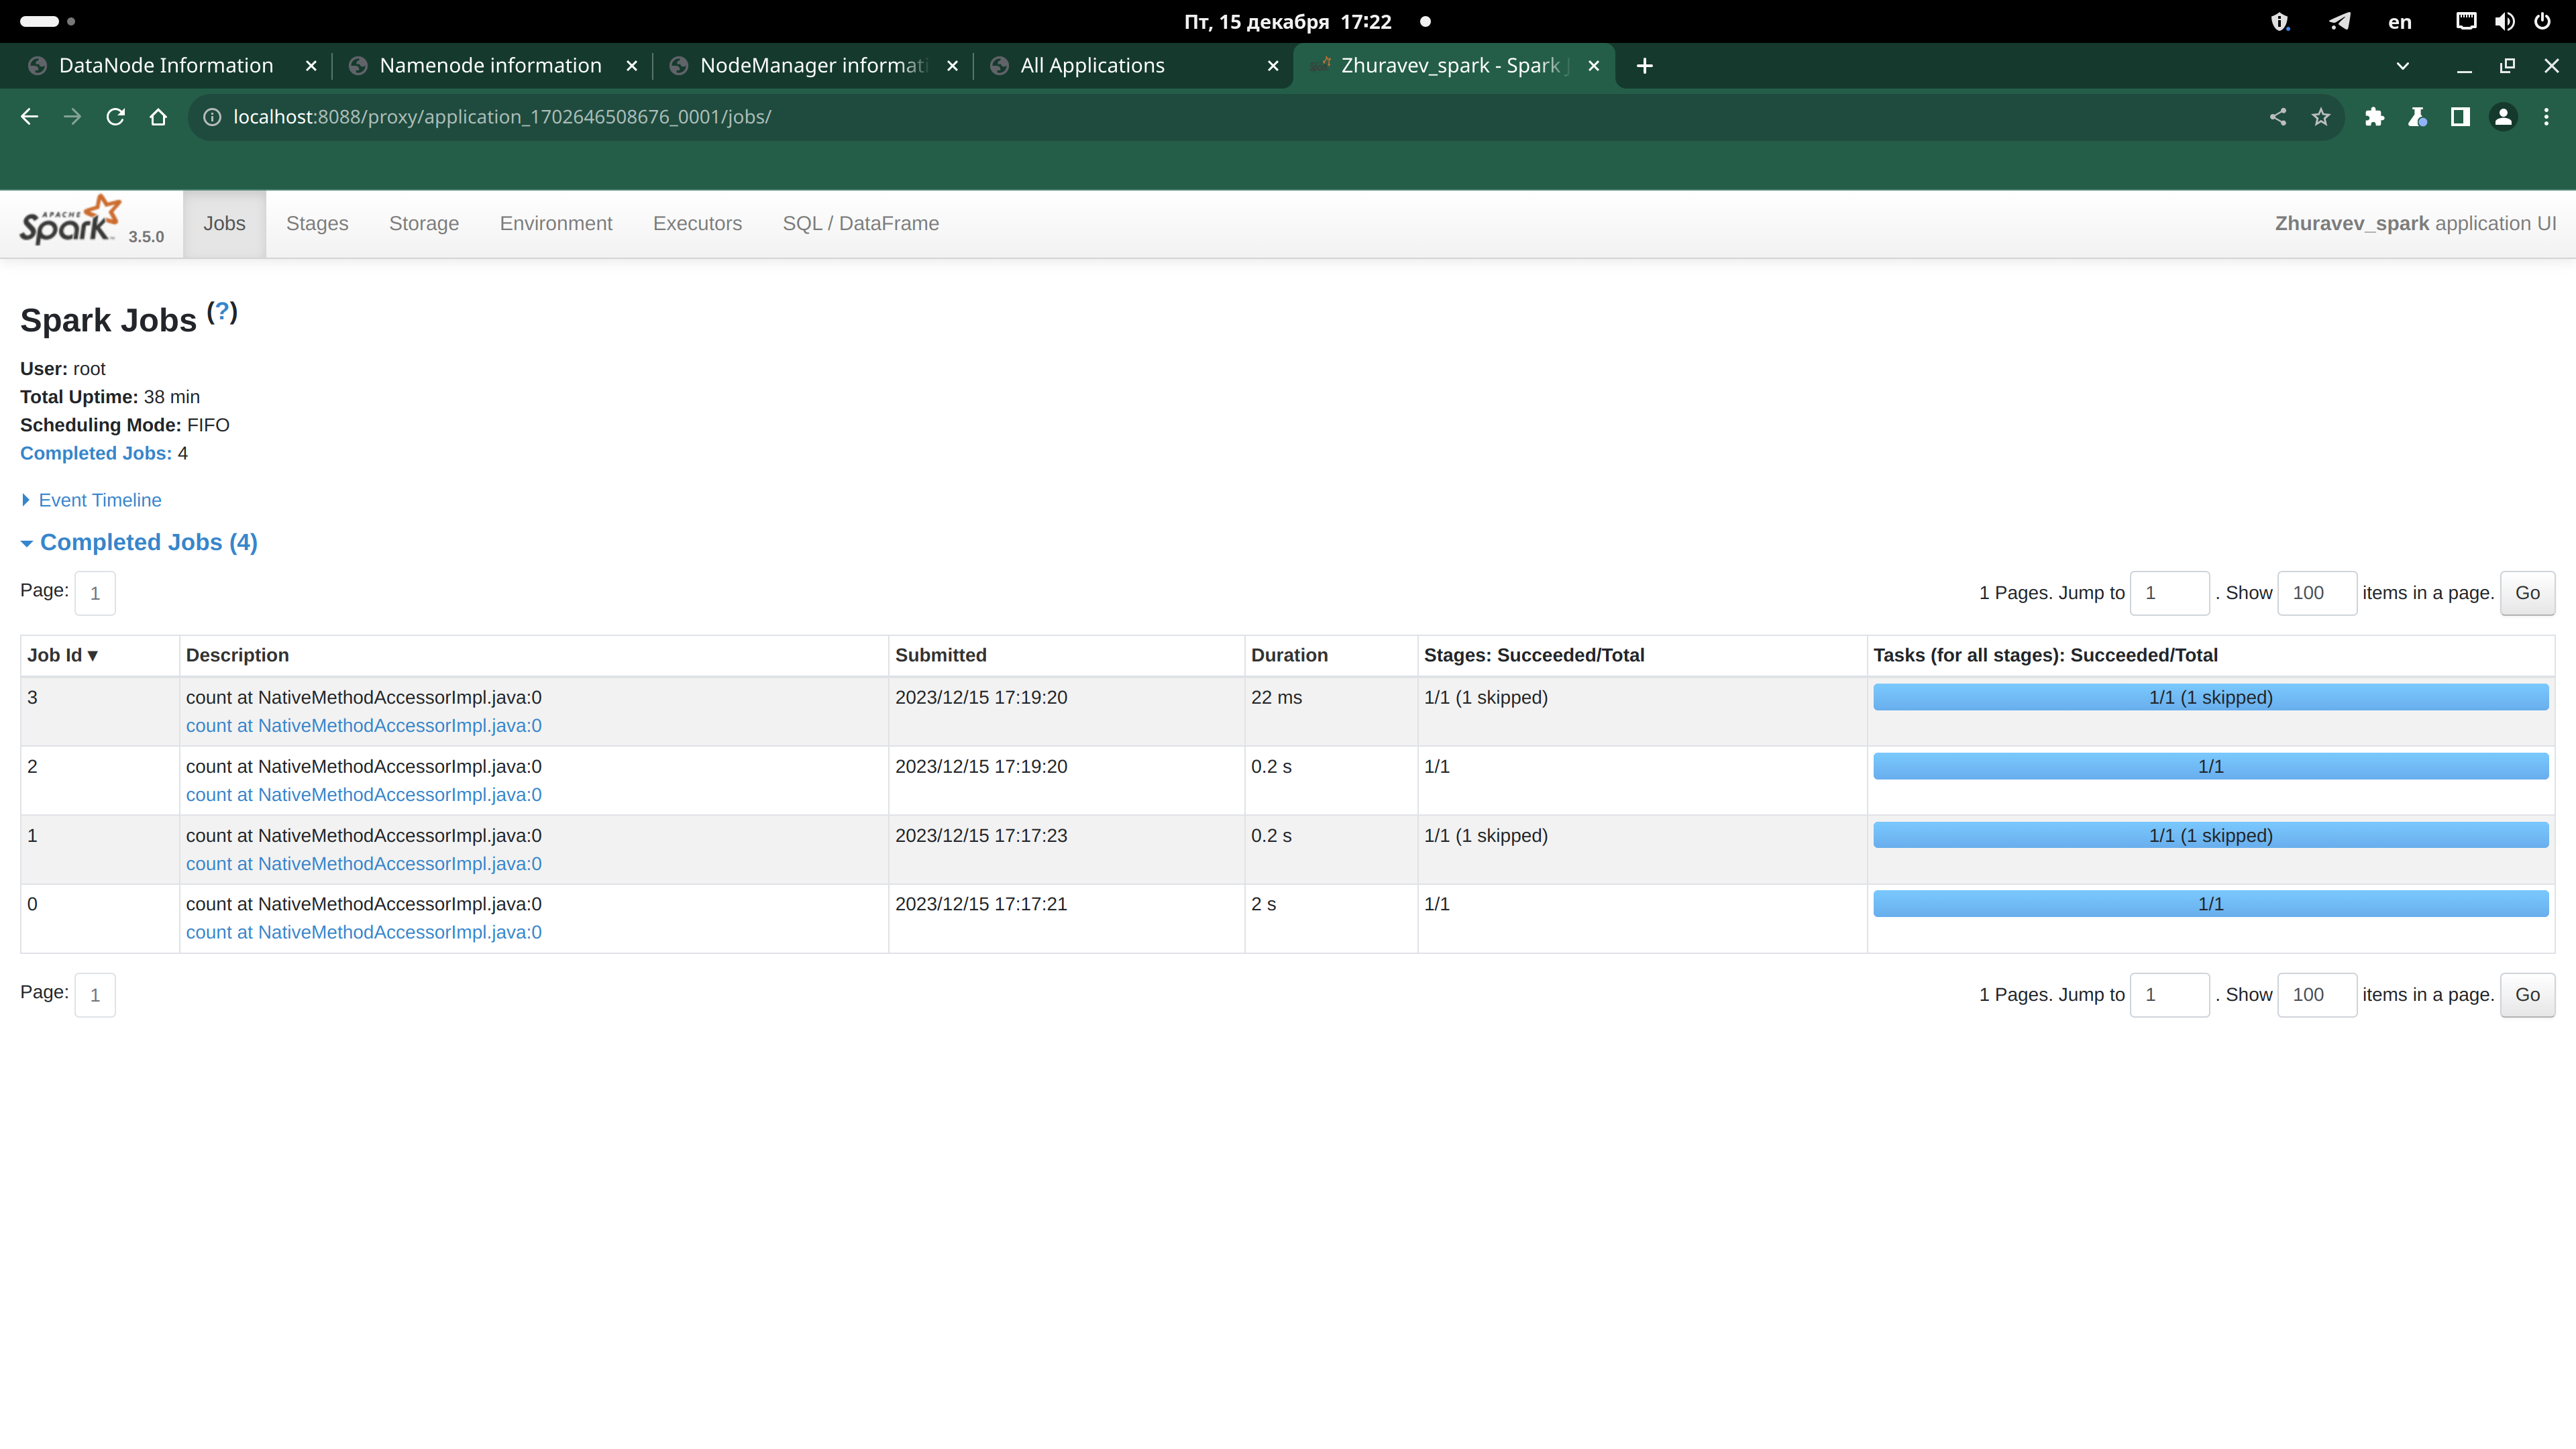 Пт, 15 декабря 17:22
en
DataNode Information
Namenode information
NodeManager informati
All Applications
Zhuravev_spark - Spark J
localhost:8088/proxy/application_1702646508676_0001/jobs/
APACHE Spark 3.5.0
Jobs
Stages
Storage
Environment
Executors
SQL / DataFrame
Zhuravev_spark application UI
Spark Jobs (?)
User: root
Total Uptime: 38 min
Scheduling Mode: FIFO
Completed Jobs: 4
Event Timeline
Completed Jobs (4)
Page: 1
1 Pages. Jump to 1 . Show 100 items in a page. Go
Job Id ▾ Description Submitted Duration Stages: Succeeded/Total Tasks (for all stages): Succeeded/Total
3 count at NativeMethodAccessorImpl.java:0 2023/12/15 17:19:20 22 ms 1/1 (1 skipped) 1/1 (1 skipped)
count at NativeMethodAccessorImpl.java:0
2 count at NativeMethodAccessorImpl.java:0 2023/12/15 17:19:20 0.2 s 1/1 1/1
count at NativeMethodAccessorImpl.java:0
1 count at NativeMethodAccessorImpl.java:0 2023/12/15 17:17:23 0.2 s 1/1 (1 skipped) 1/1 (1 skipped)
count at NativeMethodAccessorImpl.java:0
0 count at NativeMethodAccessorImpl.java:0 2023/12/15 17:17:21 2 s 1/1 1/1
count at NativeMethodAccessorImpl.java:0
Page: 1
1 Pages. Jump to 1 . Show 100 items in a page. Go